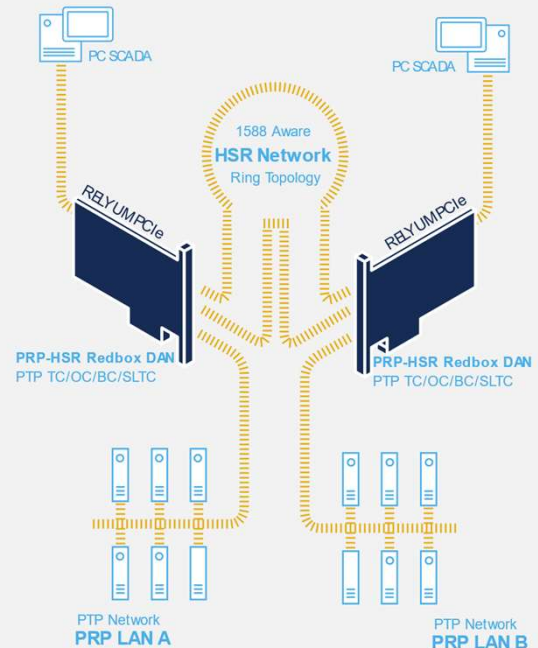 PC SCADA
PC SCADA
1588 Aware
HSR Network
Ring Topology
RELYUMPCIe
RELYUMPCIe
PRP-HSR Redbox DAN
PTP TC/OC/BC/SLTC
PRP-HSR Redbox DAN
PTP TC/OC/BC/SLTC
PTP Network
PRP LAN A
PTP Network
PRP LAN B